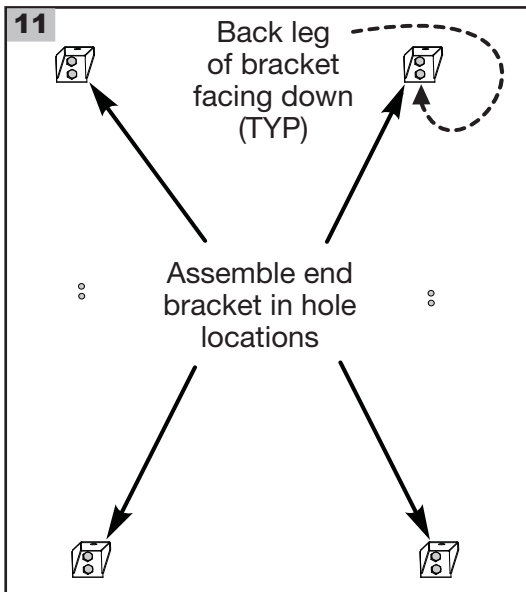 11
Back leg
of bracket
facing down
(TYP)
Assemble end
bracket in hole
locations